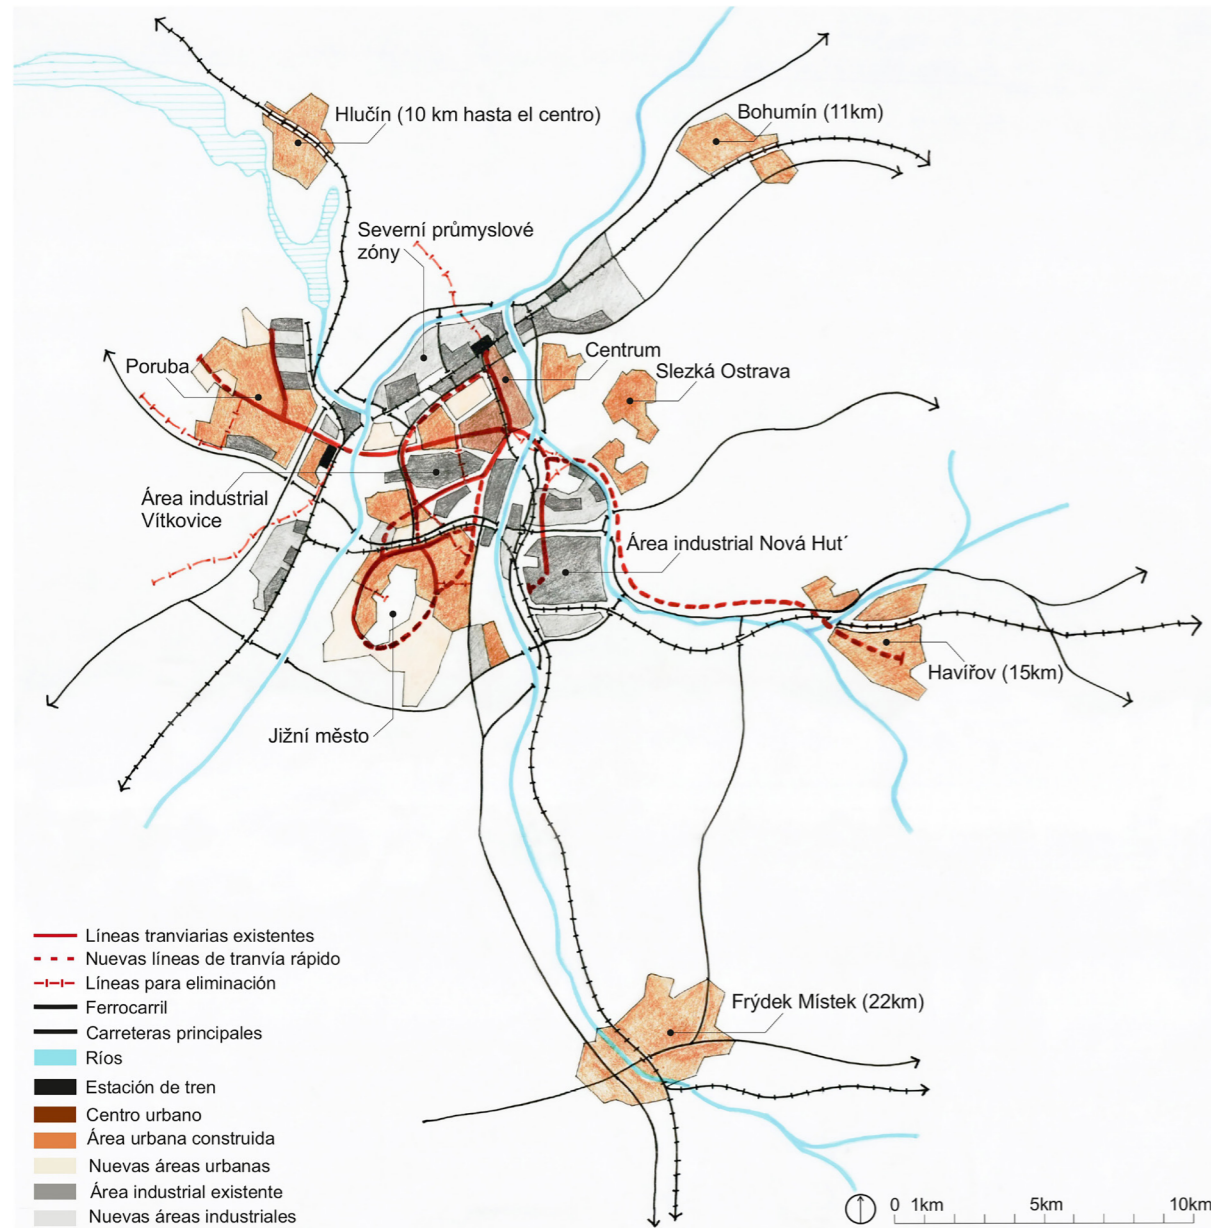 Hlučín (10 km hasta el centro)
Bohumín (11km)
Severní průmyslové
zóny
Centrum
Poruba
Slezká Ostrava
Área industrial
Vítkovice
Área industrial Nová Hut´
Havířov (15km)
Jižní město
Líneas tranviarias existentes
Nuevas líneas de tranvía rápido
Líneas para eliminación
Ferrocarril
Carreteras principales
Ríos
Estación de tren
Centro urbano
Área urbana construida
Nuevas áreas urbanas
Área industrial existente
Nuevas áreas industriales
Frýdek Místek (22km)
0 1km 5km 10km